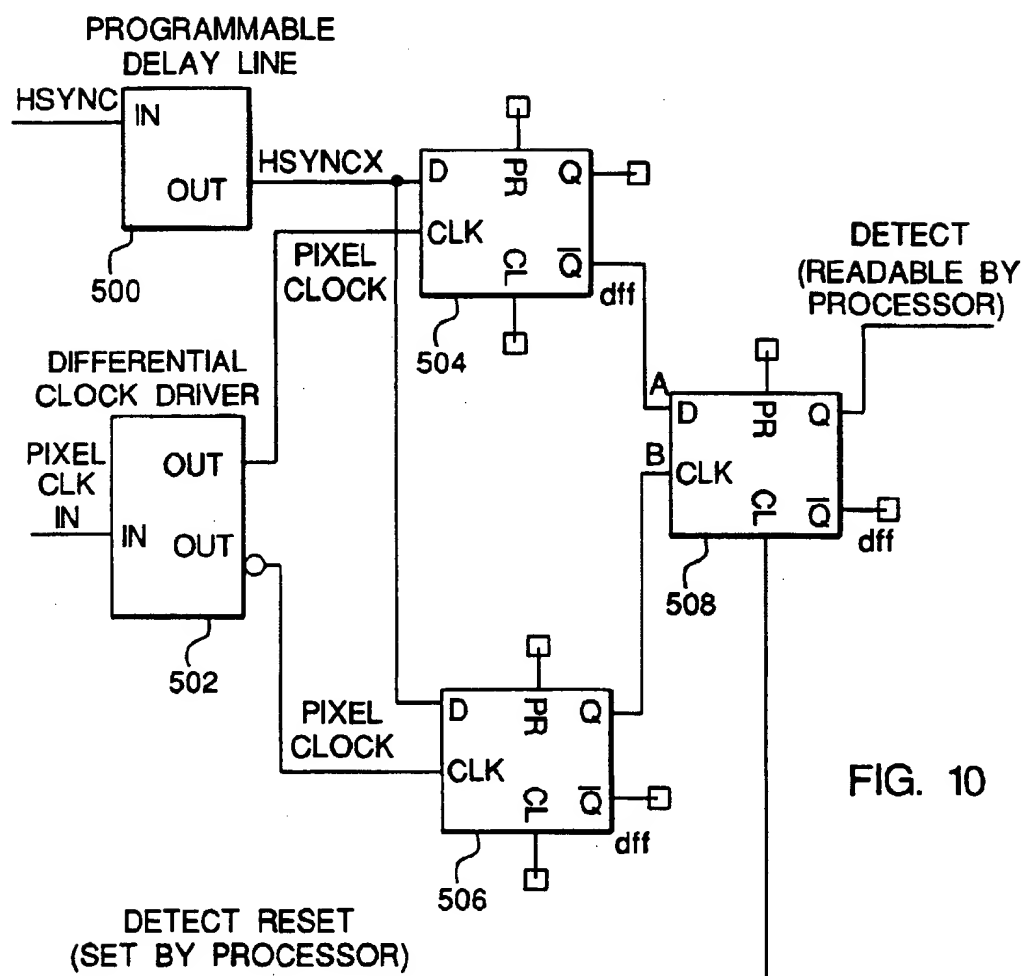 PROGRAMMABLE
DELAY LINE
HSYNC
IN
OUT
500
HSYNCX
PIXEL
CLOCK
D
CLK
PR
CL
Q
Q̅
dff
504
DETECT
(READABLE BY
PROCESSOR)
DIFFERENTIAL
CLOCK DRIVER
PIXEL
CLK
IN
IN
OUT
OUT
502
A
B
D
CLK
PR
CL
Q
Q̅
dff
508
PIXEL
CLOCK
D
CLK
PR
CL
Q
Q̅
dff
506
FIG. 10
DETECT RESET
(SET BY PROCESSOR)